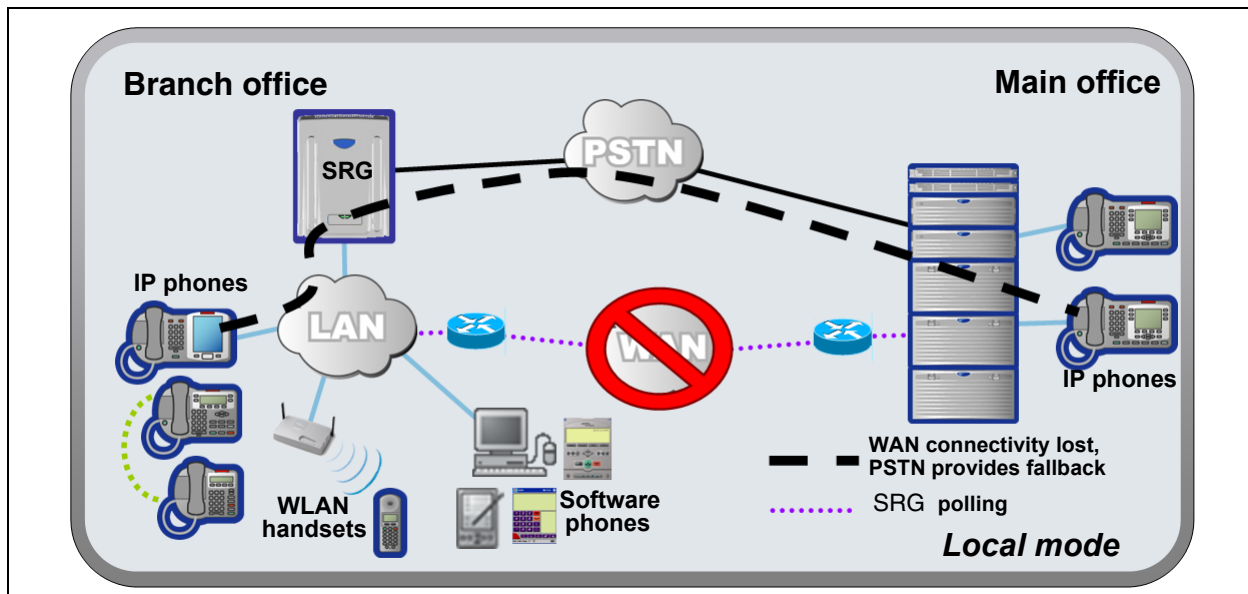 Branch office
Main office
SRG
PSTN
IP phones
LAN
WAN
IP phones
WLAN
handsets
Software
phones
WAN connectivity lost,
PSTN provides fallback
SRG polling
Local mode